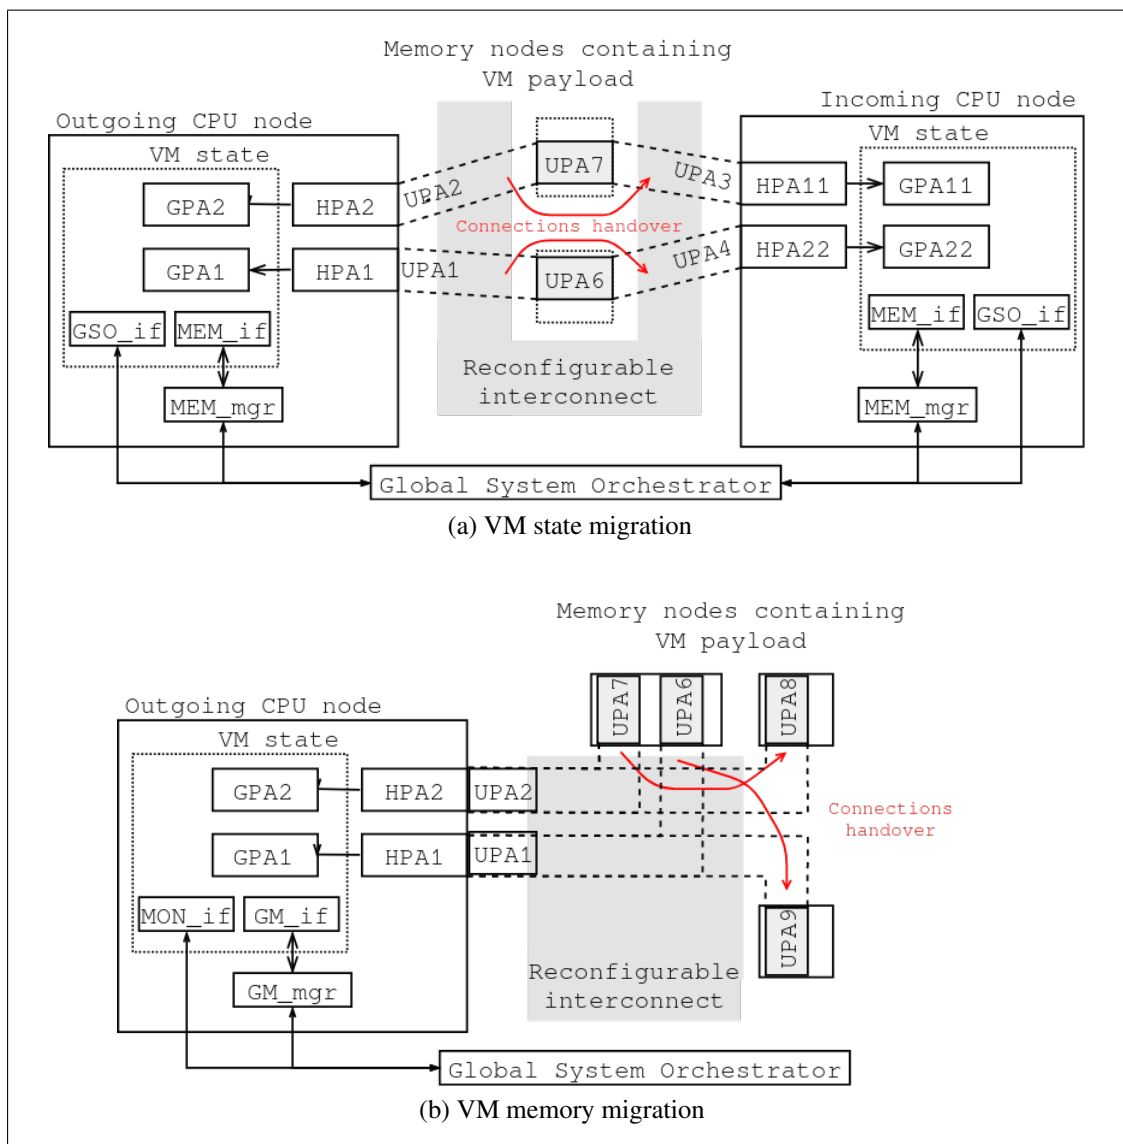 Memory nodes containing
VM payload
Outgoing CPU node
Incoming CPU node
VM state
VM state
UPA7
UPA2
UPA3
GPA2
HPA2
HPA11
GPA11
Connections handover
GPA1
HPA1
UPA1
UPA6
UPA4
HPA22
GPA22
GSO_if
MEM_if
MEM_if
GSO_if
Reconfigurable
interconnect
MEM_mgr
MEM_mgr
Global System Orchestrator
(a) VM state migration
Memory nodes containing
VM payload
UPA7
UPA6
UPA8
Outgoing CPU node
VM state
GPA2
HPA2
UPA2
Connections
handover
GPA1
HPA1
UPA1
MON_if
GM_if
UPA9
Reconfigurable
interconnect
GM_mgr
Global System Orchestrator
(b) VM memory migration